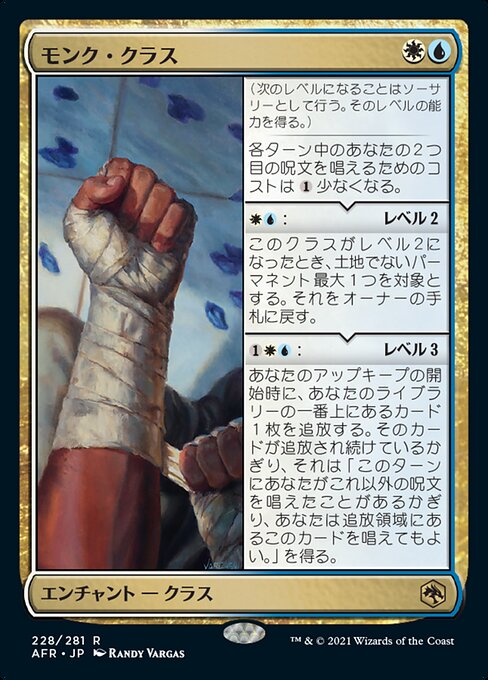 モンク・クラス
（次のレベルになることはソーサ
リーとして行う。そのレベルの能
力を得る。）
各ターン中のあなたの２つ
目の呪文を唱えるためのコ
ストは 1 少なくなる。
： レベル 2
このクラスがレベル２に
なったとき、土地でないパー
マネント最大１つを対象と
する。それをオーナーの手
札に戻す。
1 ： レベル 3
あなたのアップキープの開
始時に、あなたのライブ
ラリーの一番上にあるカード
１枚を追放する。そのカー
ドが追放され続けているか
ぎり、それは「このターン
にあなたがこれ以外の呪文
を唱えたことがあるかぎ
り、あなたは追放領域にあ
るこのカードを唱えてもよ
い。」を得る。
エンチャント — クラス
228/281 R
AFR • JP RANDY VARGAS
™ & © 2021 Wizards of the Coast